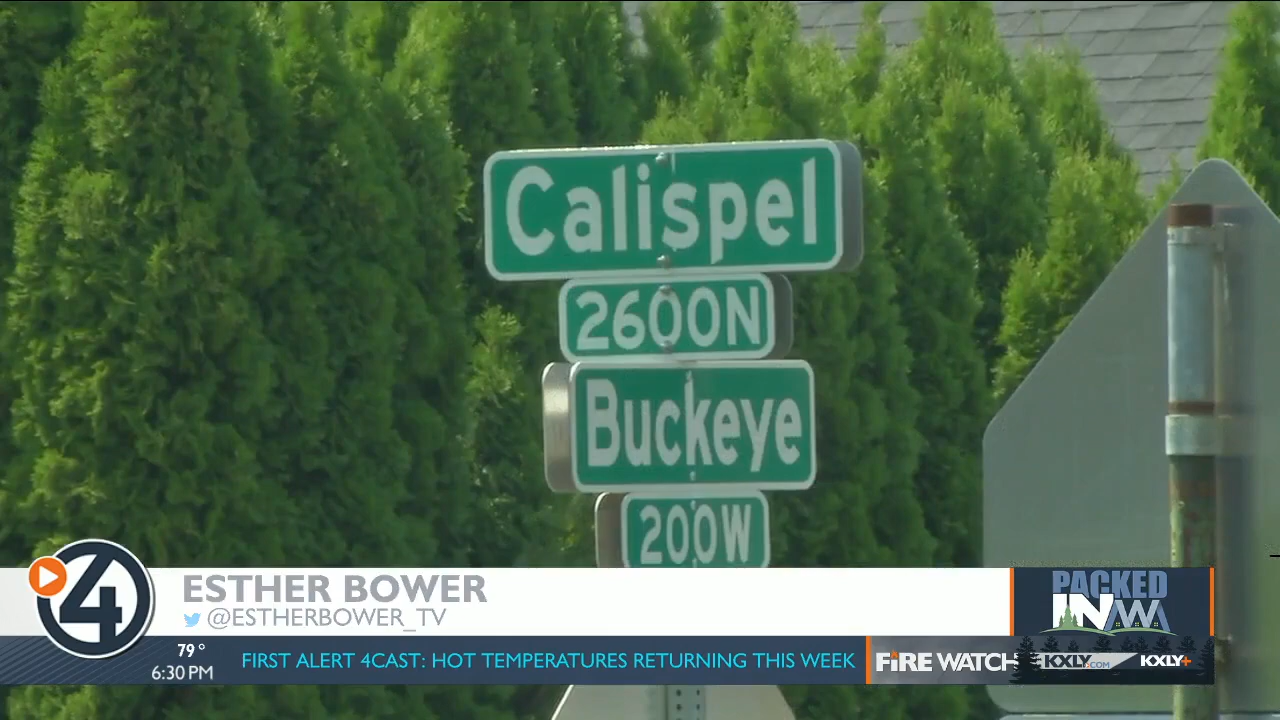 Calispel
2600N
Buckeye
200W
4
ESTHER BOWER
@ESTHERBOWER_TV
PACKED
INWA
79°
6:30 PM
FIRST ALERT 4CAST: HOT TEMPERATURES RETURNING THIS WEEK
FIRE WATCH
KXLY.COM
KXLY+